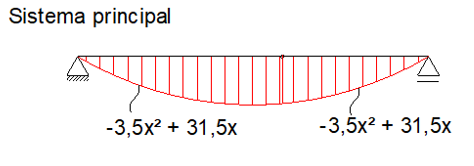 Sistema principal
-3,5x² + 31,5x
-3,5x² + 31,5x